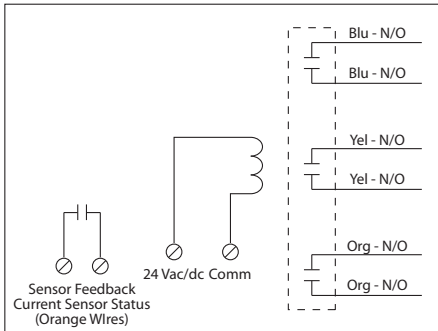 Blu - N/O
Blu - N/O
Yel - N/O
Yel - N/O
Org - N/O
Org - N/O
24 Vac/dc Comm
Sensor Feedback
Current Sensor Status
(Orange WIres)